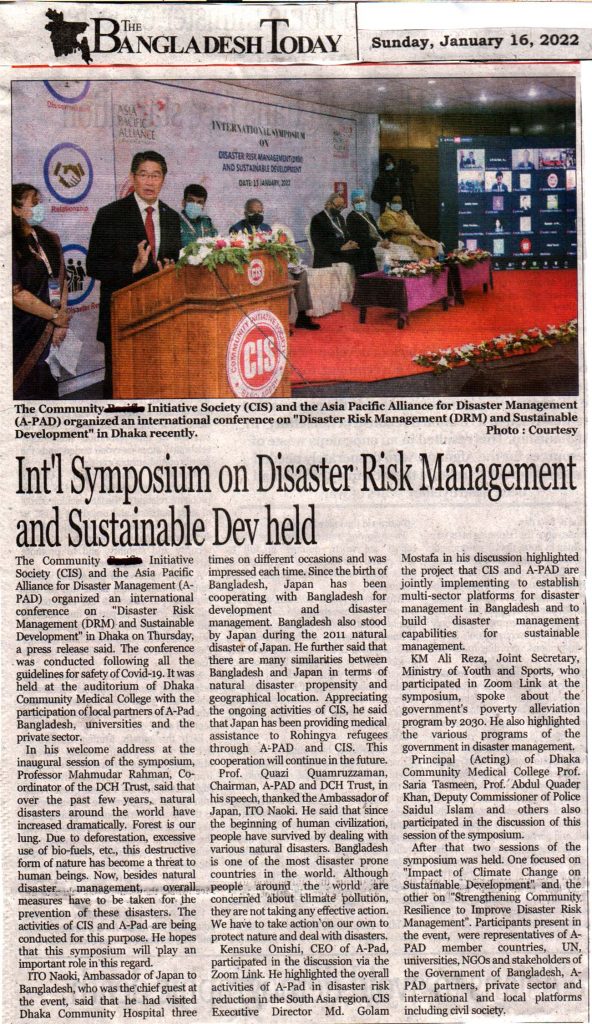 THE
BANGLADESH TODAY
Sunday, January 16, 2022
ASIA
PACIFIC
ALLIANCE
INTERNATIONAL SYMPOSIUM
ON
DISASTER RISK MANAGEMENT (DRM)
AND SUSTAINABLE DEVELOPMENT
DATE: 13 JANUARY, 2022
Relationship
CIS
COMMUNITY INITIATIVE SOCIETY
CIS
The Community Initiative Society (CIS) and the Asia Pacific Alliance for Disaster Management
(A-PAD) organized an international conference on "Disaster Risk Management (DRM) and Sustainable
Development" in Dhaka recently.
Photo : Courtesy
Int'l Symposium on Disaster Risk Management
and Sustainable Dev held
The Community Initiative
Society (CIS) and the Asia Pacific
Alliance for Disaster Management (A-
PAD) organized an international
conference on "Disaster Risk
Management (DRM) and Sustainable
Development" in Dhaka on Thursday,
a press release said. The conference
was conducted following all the
guidelines for safety of Covid-19. It was
held at the auditorium of Dhaka
Community Medical College with the
participation of local partners of A-Pad
Bangladesh, universities and the
private sector.
In his welcome address at the
inaugural session of the symposium,
Professor Mahmudar Rahman, Co-
ordinator of the DCH Trust, said that
over the past few years, natural
disasters around the world have
increased dramatically. Forest is our
lung. Due to deforestation, excessive
use of bio-fuels, etc., this destructive
form of nature has become a threat to
human beings. Now, besides natural
disaster management, overall
measures have to be taken for the
prevention of these disasters. The
activities of CIS and A-Pad are being
conducted for this purpose. He hopes
that this symposium will play an
important role in this regard.
ITO Naoki, Ambassador of Japan to
Bangladesh, who was the chief guest at
the event, said that he had visited
Dhaka Community Hospital three
times on different occasions and was
impressed each time. Since the birth of
Bangladesh, Japan has been
cooperating with Bangladesh for
development and disaster
management. Bangladesh also stood
by Japan during the 2011 natural
disaster of Japan. He further said that
there are many similarities between
Bangladesh and Japan in terms of
natural disaster propensity and
geographical location. Appreciating
the ongoing activities of CIS, he said
that Japan has been providing medical
assistance to Rohingya refugees
through A-PAD and CIS. This
cooperation will continue in the future.
Prof. Quazi Quamruzzaman,
Chairman, A-PAD and DCH Trust, in
his speech, thanked the Ambassador of
Japan, ITO Naoki. He said that since
the beginning of human civilization,
people have survived by dealing with
various natural disasters. Bangladesh
is one of the most disaster prone
countries in the world. Although
people around the world are
concerned about climate pollution,
they are not taking any effective action.
We have to take action on our own to
protect nature and deal with disasters.
Kensuke Onishi, CEO of A-Pad,
participated in the discussion via the
Zoom Link. He highlighted the overall
activities of A-Pad in disaster risk
reduction in the South Asia region. CIS
Executive Director Md. Golam
Mostafa in his discussion highlighted
the project that CIS and A-PAD are
jointly implementing to establish
multi-sector platforms for disaster
management in Bangladesh and to
build disaster management
capabilities for sustainable
management.
KM Ali Reza, Joint Secretary,
Ministry of Youth and Sports, who
participated in Zoom Link at the
symposium, spoke about the
government's poverty alleviation
program by 2030. He also highlighted
the various programs of the
government in disaster management.
Principal (Acting) of Dhaka
Community Medical College Prof.
Saria Tasmeen, Prof. Abdul Quader
Khan, Deputy Commissioner of Police
Saidul Islam and others also
participated in the discussion of this
session of the symposium.
After that two sessions of the
symposium was held. One focused on
"Impact of Climate Change on
Sustainable Development" and the
other on "Strengthening Community
Resilience to Improve Disaster Risk
Management". Participants present in
the event, were representatives of A-
PAD member countries, UN,
universities, NGOs and stakeholders of
the Government of Bangladesh, A-
PAD partners, private sector and
international and local platforms
including civil society.